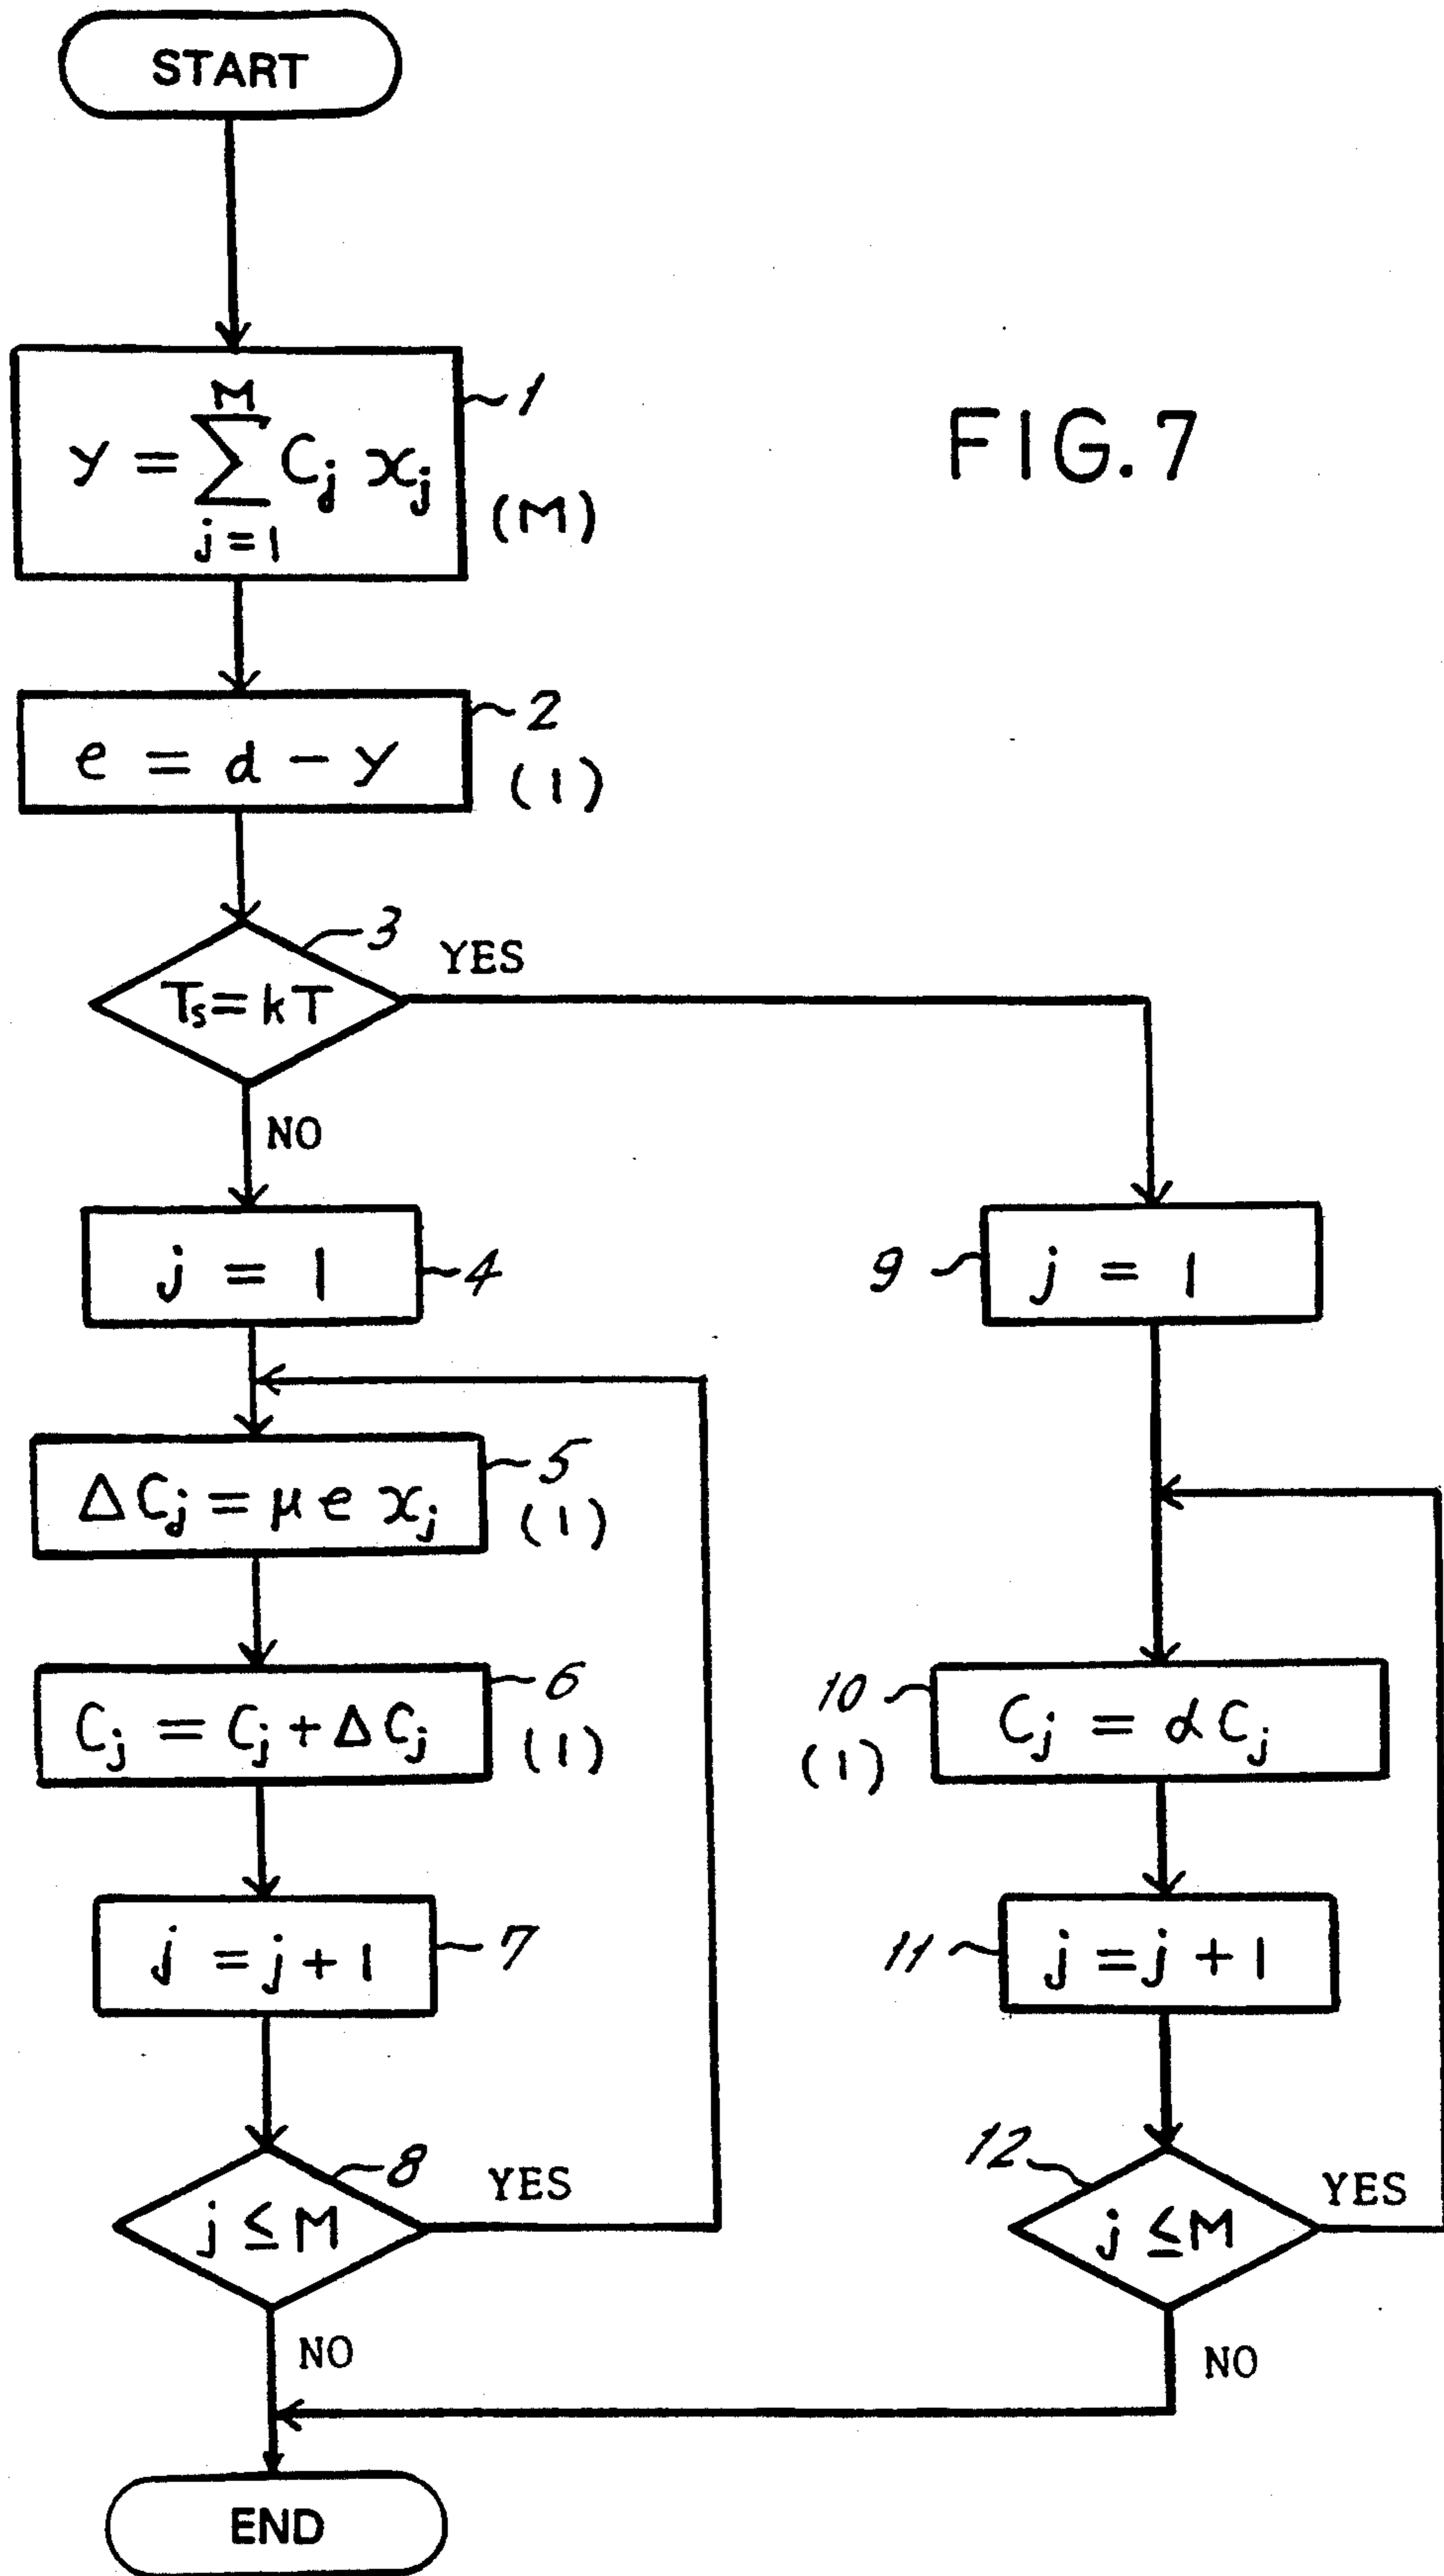 START
y = \sum_{j=1}^{M} C_j x_j
1
(M)
FIG. 7
e = d - y
2
(1)
T_s = kT
3
YES
NO
j = 1
4
9
j = 1
ΔC_j = μ e x_j
5
(1)
C_j = C_j + ΔC_j
6
(1)
10
(1)
C_j = α C_j
j = j + 1
7
11
j = j + 1
j ≤ M
8
YES
12
j ≤ M
YES
NO
NO
END